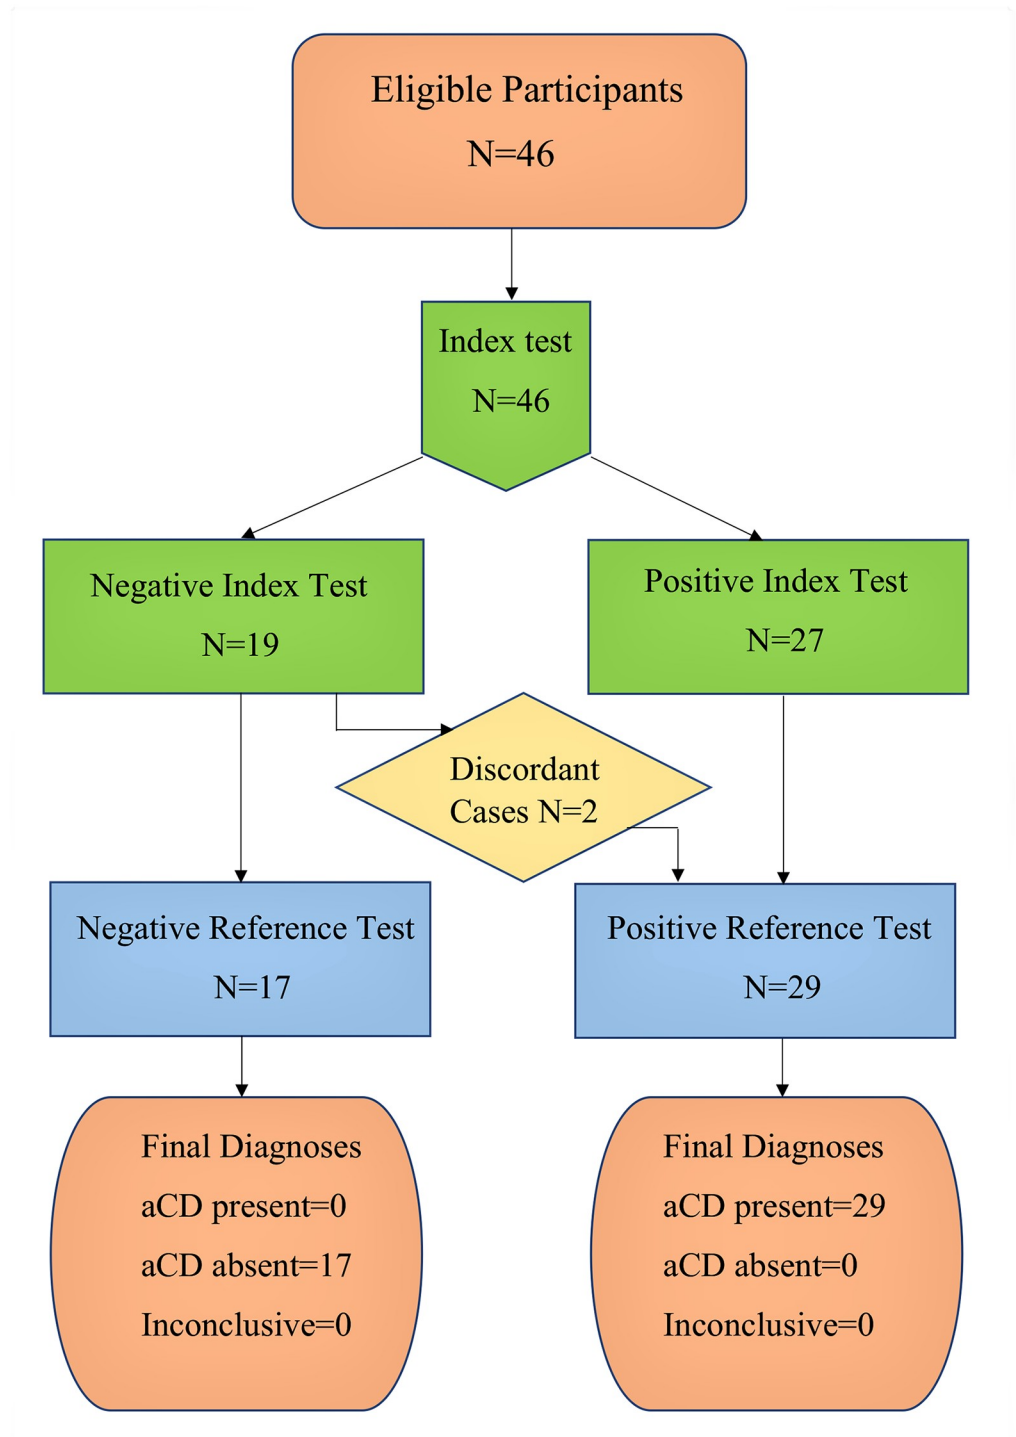 Eligible Participants
N=46
Index test
N=46
Negative Index Test
N=19
Positive Index Test
N=27
Discordant
Cases N=2
Negative Reference Test
N=17
Positive Reference Test
N=29
Final Diagnoses
aCD present=0
aCD absent=17
Inconclusive=0
Final Diagnoses
aCD present=29
aCD absent=0
Inconclusive=0